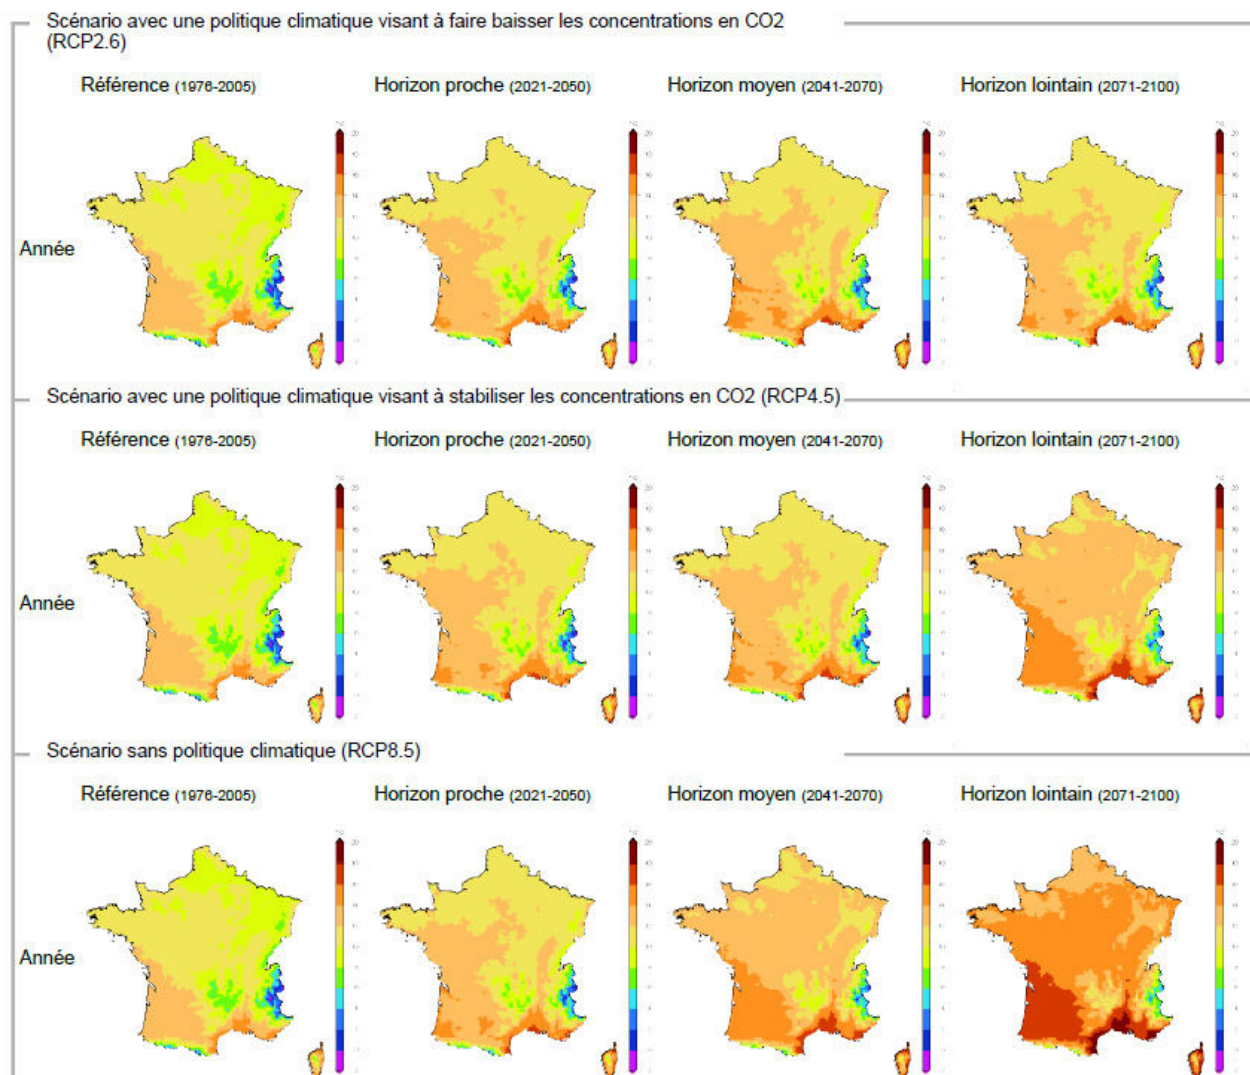 Scénario avec une politique climatique visant à faire baisser les concentrations en CO2
(RCP2.6)
Référence (1976-2005) Horizon proche (2021-2050) Horizon moyen (2041-2070) Horizon lointain (2071-2100)
Année
Scénario avec une politique climatique visant à stabiliser les concentrations en CO2 (RCP4.5)
Référence (1976-2005) Horizon proche (2021-2050) Horizon moyen (2041-2070) Horizon lointain (2071-2100)
Année
Scénario sans politique climatique (RCP8.5)
Référence (1976-2005) Horizon proche (2021-2050) Horizon moyen (2041-2070) Horizon lointain (2071-2100)
Année